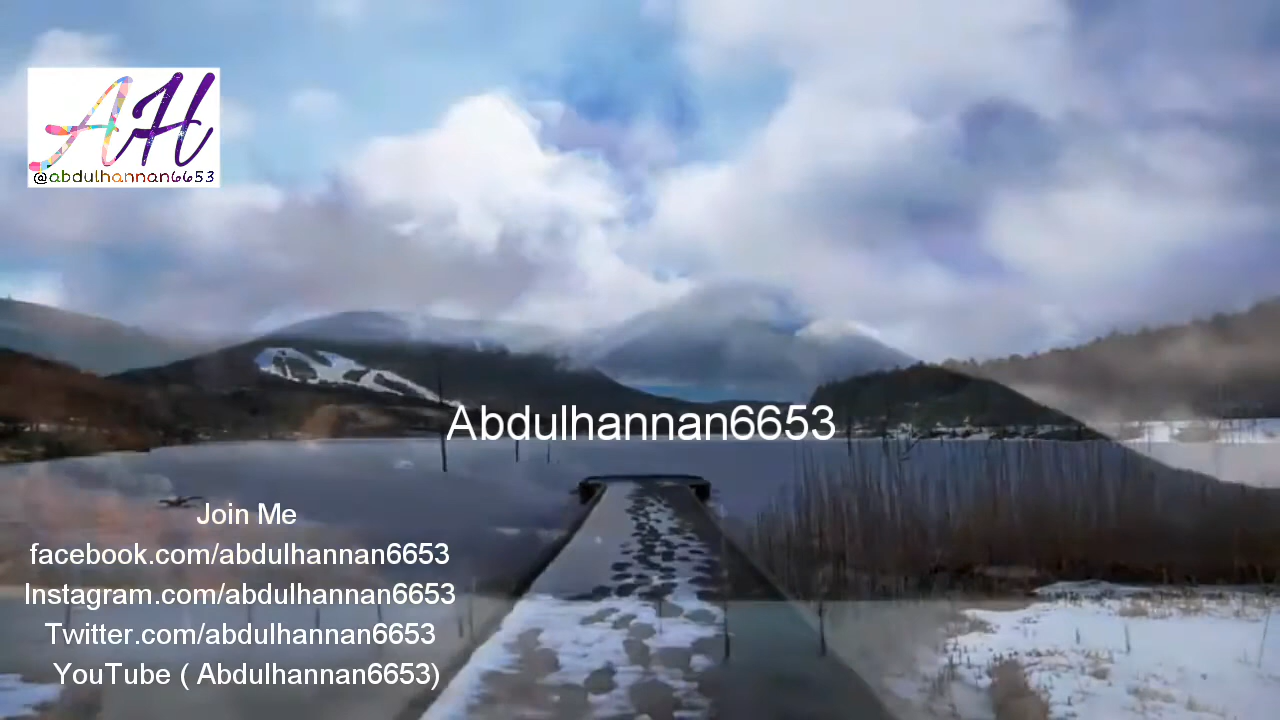 AH
@abdulhannan6653
Abdulhannan6653
Join Me
facebook.com/abdulhannan6653
Instagram.com/abdulhannan6653
Twitter.com/abdulhannan6653
YouTube ( Abdulhannan6653)